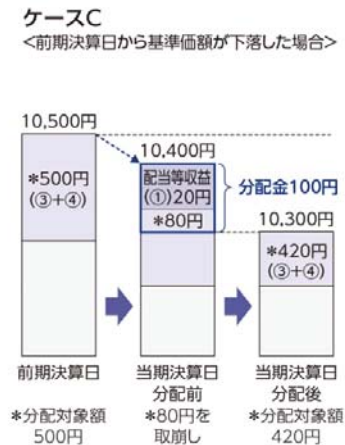 ケースC
<前期決算日から基準価額が下落した場合>
10,500円
*500円
(③+④)
10,400円
配当等収益
(①)20円
*80円
分配金100円
10,300円
*420円
(③+④)
前期決算日
当期決算日
分配前
当期決算日
分配後
*分配対象額
500円
*80円を
取崩し
*分配対象額
420円